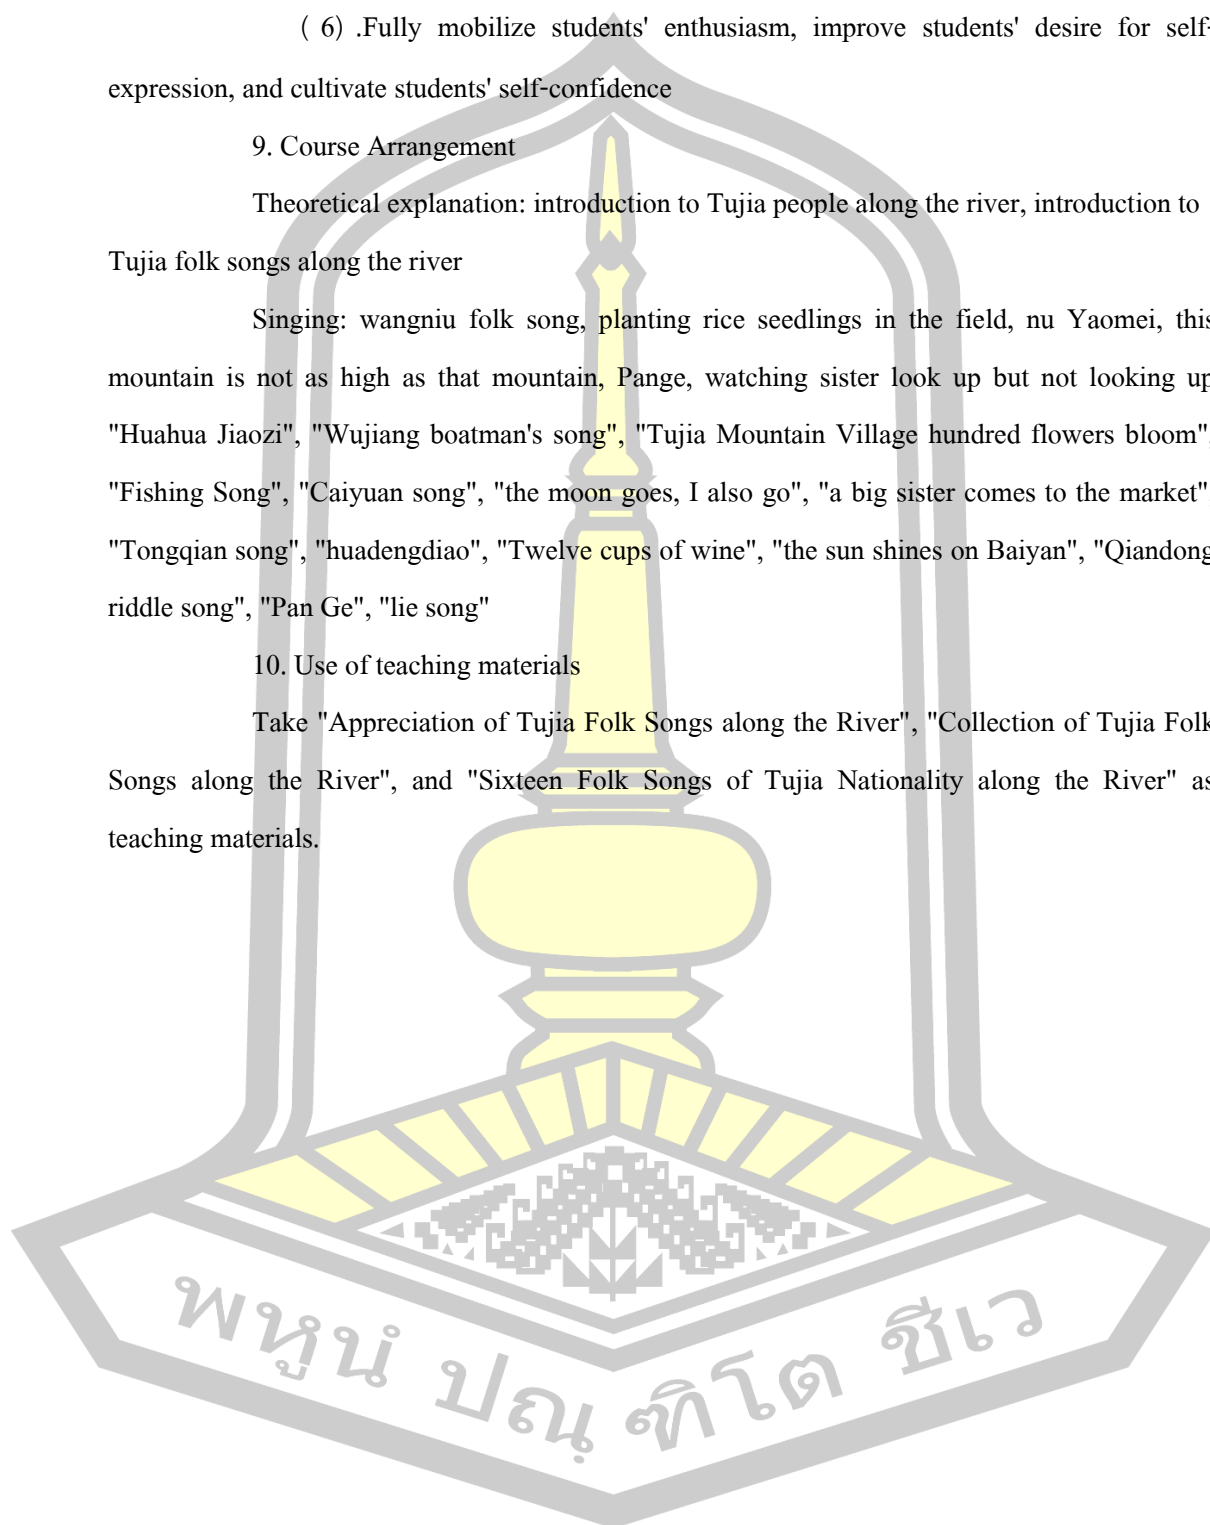 ( 6) .Fully mobilize students' enthusiasm, improve students' desire for self-
expression, and cultivate students' self-confidence
9. Course Arrangement
Theoretical explanation: introduction to Tujia people along the river, introduction to
Tujia folk songs along the river
Singing: wangniu folk song, planting rice seedlings in the field, nu Yaomei, this
mountain is not as high as that mountain, Pange, watching sister look up but not looking up
"Huahua Jiaozi", "Wujiang boatman's song", "Tujia Mountain Village hundred flowers bloom",
"Fishing Song", "Caiyuan song", "the moon goes, I also go", "a big sister comes to the market",
"Tongqian song", "huadengdiao", "Twelve cups of wine", "the sun shines on Baiyan", "Qiandong
riddle song", "Pan Ge", "lie song"
10. Use of teaching materials
Take "Appreciation of Tujia Folk Songs along the River", "Collection of Tujia Folk
Songs along the River", and "Sixteen Folk Songs of Tujia Nationality along the River" as
teaching materials.
พหูนํ ปณฺฑิโต ชีเว